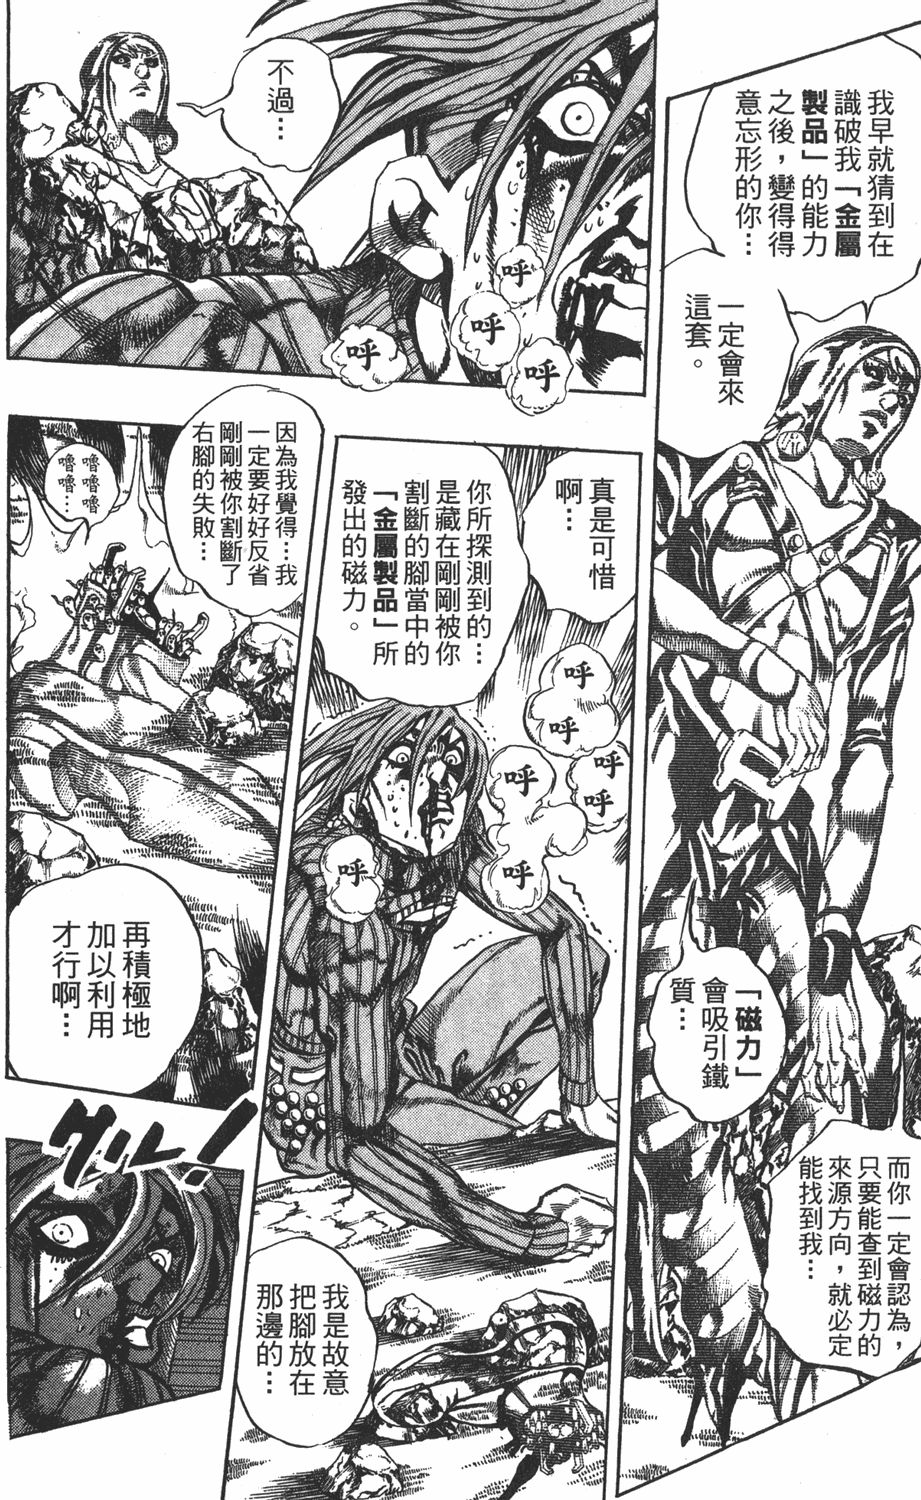 我早就猜到在
識破我「金屬
製品」的能力
之後，變得得
意忘形的你…
一定會來
這套。
「磁力」
會吸引鐵
質…
而你一定會認為，
只要能查到磁力的
來源方向，就必定
能找到我…
不過…
呼
呼
呼
呼
真是可惜
啊…
你所探測到的…
是藏在剛剛被你
割斷的腳當中的
「金屬製品」所
發出的磁力。
呼
呼
呼
呼
呼
呼
呼
我是故意
把腳放在
那邊的…
因為我覺得…我
一定要好好反省
剛剛被你割斷了
右腳的失敗…
嚕嚕嚕
嚕嚕…
再積極地
加以利用
才行啊…
グル！